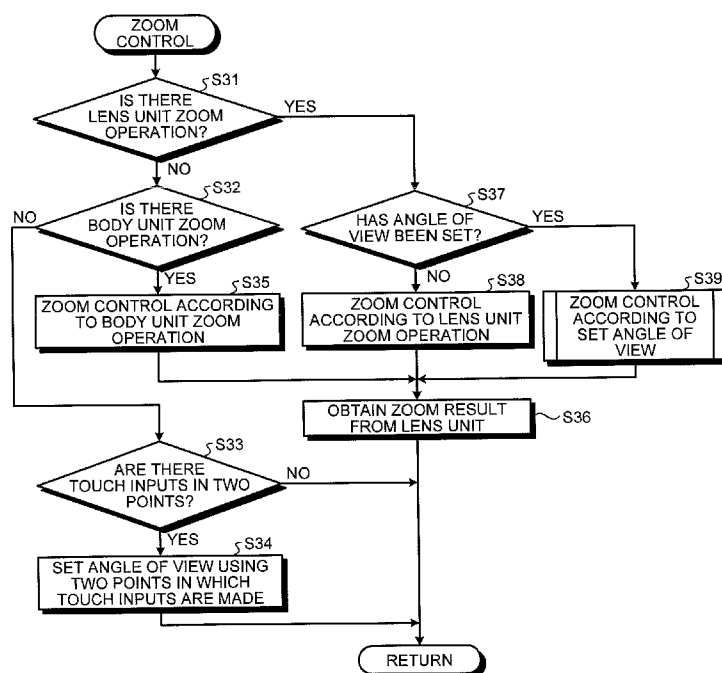 ZOOM
CONTROL
S31
IS THERE
LENS UNIT ZOOM
OPERATION?
YES
NO
S32
IS THERE
BODY UNIT ZOOM
OPERATION?
NO
YES
S37
HAS ANGLE OF
VIEW BEEN SET?
YES
NO
S35
ZOOM CONTROL ACCORDING
TO BODY UNIT ZOOM
OPERATION
S38
ZOOM CONTROL
ACCORDING TO LENS UNIT
ZOOM OPERATION
S39
ZOOM CONTROL
ACCORDING TO
SET ANGLE OF
VIEW
OBTAIN ZOOM RESULT
FROM LENS UNIT
S36
S33
ARE THERE
TOUCH INPUTS IN TWO
POINTS?
NO
YES
S34
SET ANGLE OF VIEW USING
TWO POINTS IN WHICH
TOUCH INPUTS ARE MADE
RETURN